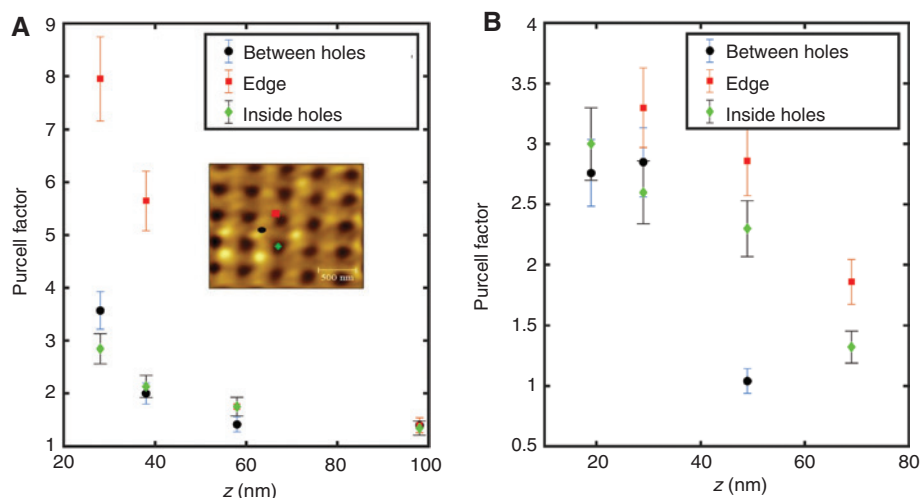 A
Purcell factor
9
8
7
6
5
4
3
2
1
20
40
60
80
100
z (nm)
Between holes
Edge
Inside holes
500 nm
B
Purcell factor
4
3.5
3
2.5
2
1.5
1
0.5
20
40
60
80
z (nm)
Between holes
Edge
Inside holes